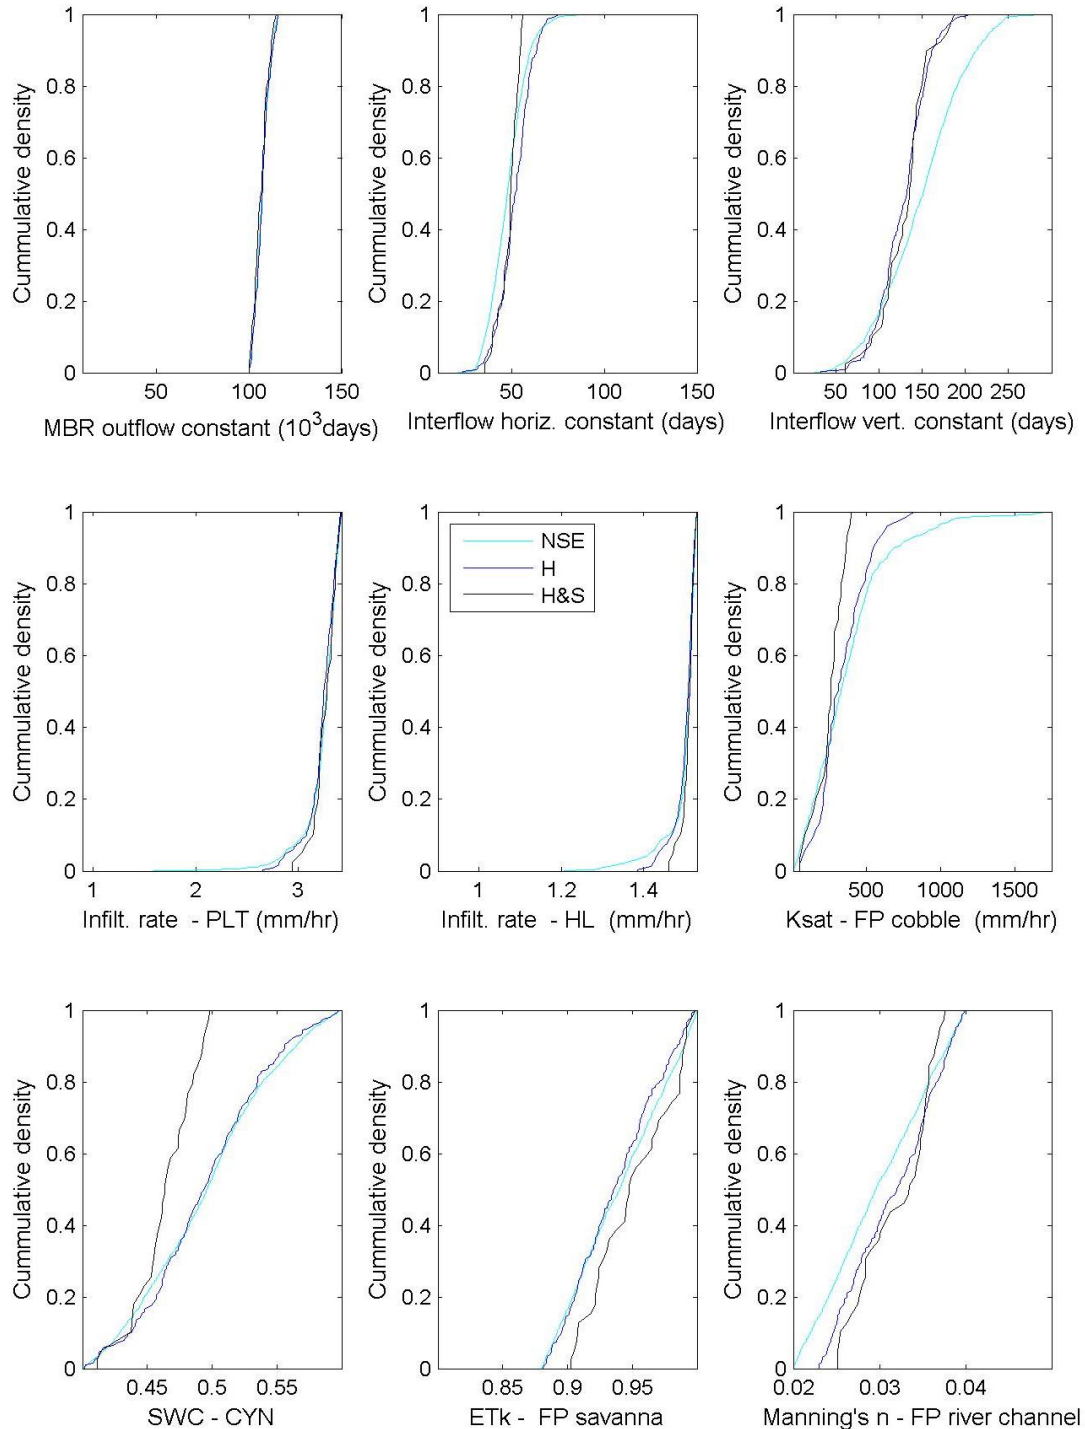 Cummulative density
1
0.8
0.6
0.4
0.2
0
50 100 150
MBR outflow constant (10³days)
Cummulative density
1
0.8
0.6
0.4
0.2
0
50 100 150
Interflow horiz. constant (days)
Cummulative density
1
0.8
0.6
0.4
0.2
0
50 100 150 200 250
Interflow vert. constant (days)
Cummulative density
1
0.8
0.6
0.4
0.2
0
1 2 3
Infilt. rate - PLT (mm/hr)
Cummulative density
1
0.8
0.6
0.4
0.2
0
NSE
H
H&S
1 1.2 1.4
Infilt. rate - HL (mm/hr)
Cummulative density
1
0.8
0.6
0.4
0.2
0
500 1000 1500
Ksat - FP cobble (mm/hr)
Cummulative density
1
0.8
0.6
0.4
0.2
0
0.45 0.5 0.55
SWC - CYN
Cummulative density
1
0.8
0.6
0.4
0.2
0
0.85 0.9 0.95
ETk - FP savanna
Cummulative density
1
0.8
0.6
0.4
0.2
0
0.02 0.03 0.04
Manning's n - FP river channel